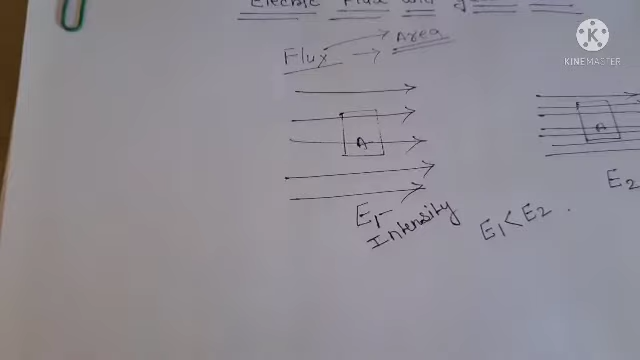 Electric Flux and
Flux → Area
A
E1-
Intensity
A
E2
E1 < E2 .
KINEMASTER